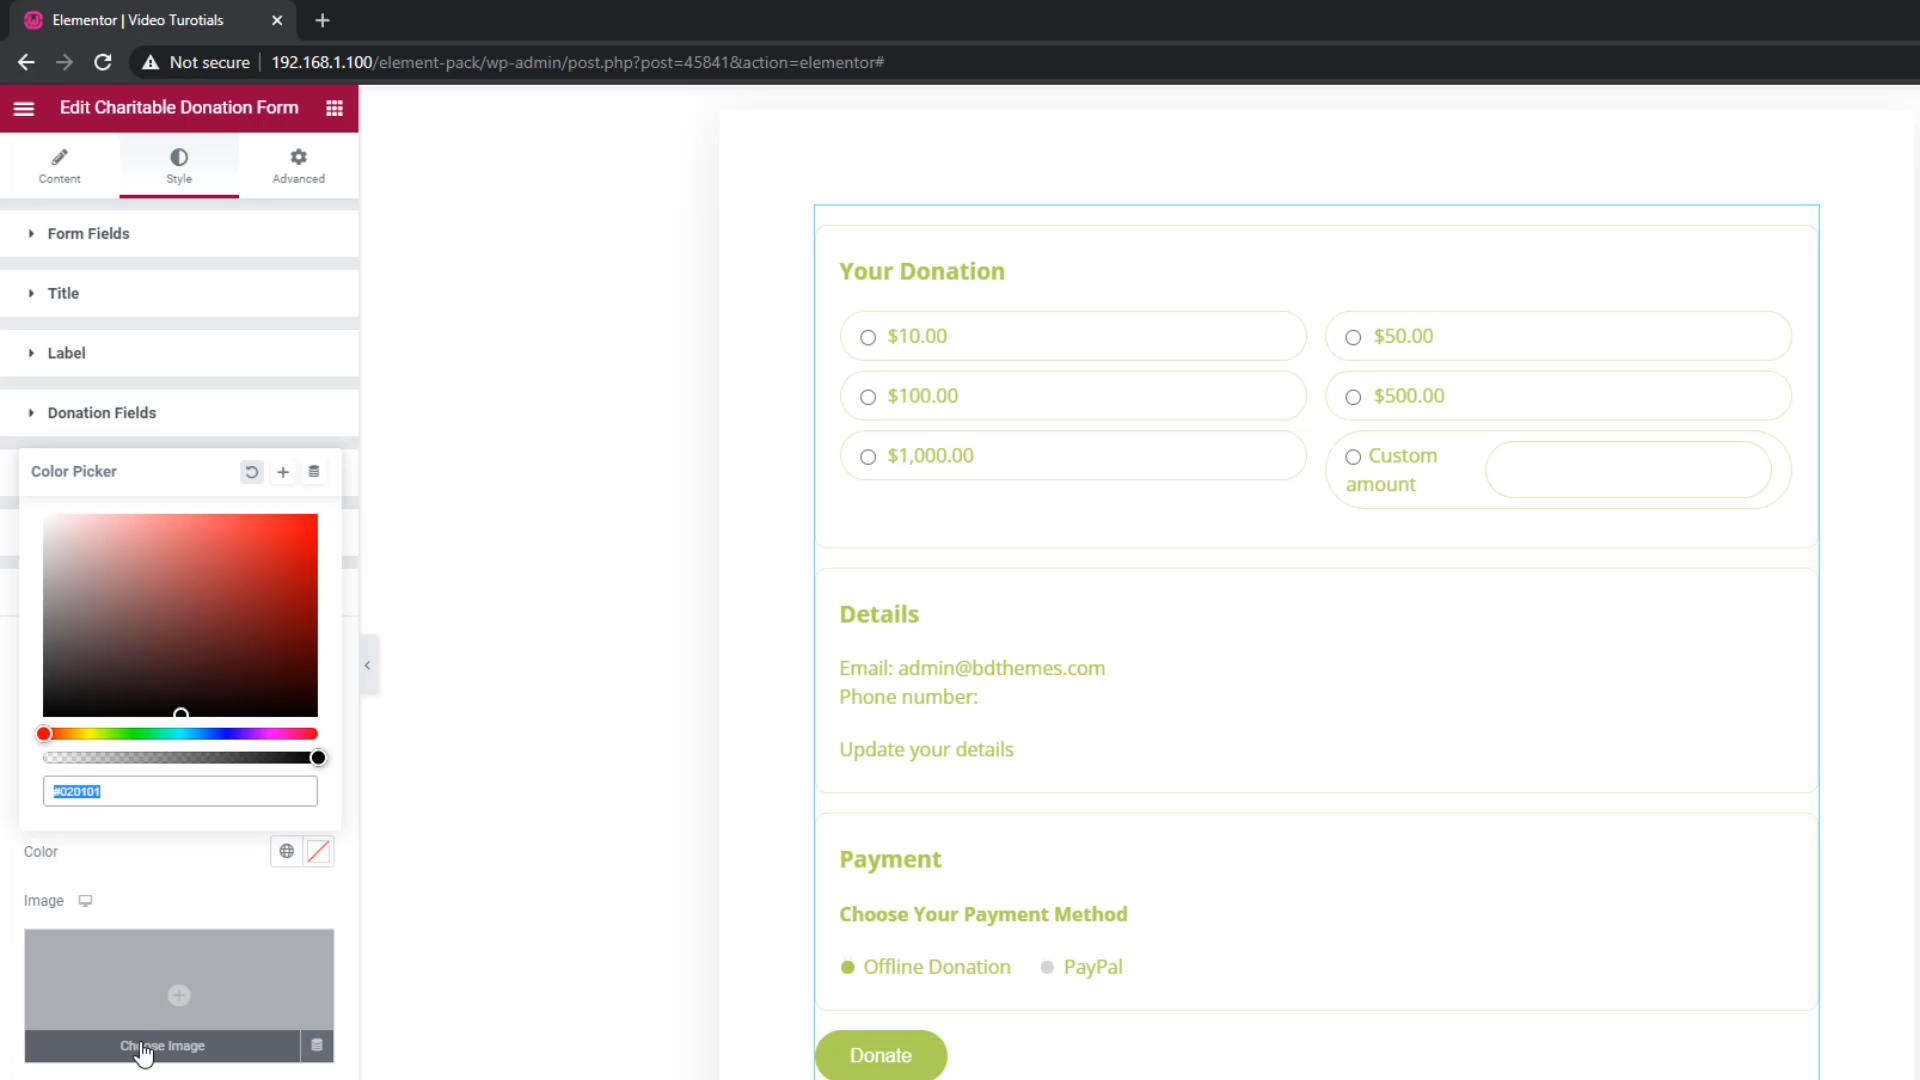 Elementor | Video Turotials
Not secure
192.168.1.100/element-pack/wp-admin/post.php?post=45841&action=elementor#
Edit Charitable Donation Form
Content
Style
Advanced
Form Fields
Title
Label
Donation Fields
Color Picker
#020101
Color
Image
Choose Image
Your Donation
$10.00
$50.00
$100.00
$500.00
$1,000.00
Custom
amount
Details
Email: admin@bdthemes.com
Phone number:
Update your details
Payment
Choose Your Payment Method
Offline Donation
PayPal
Donate